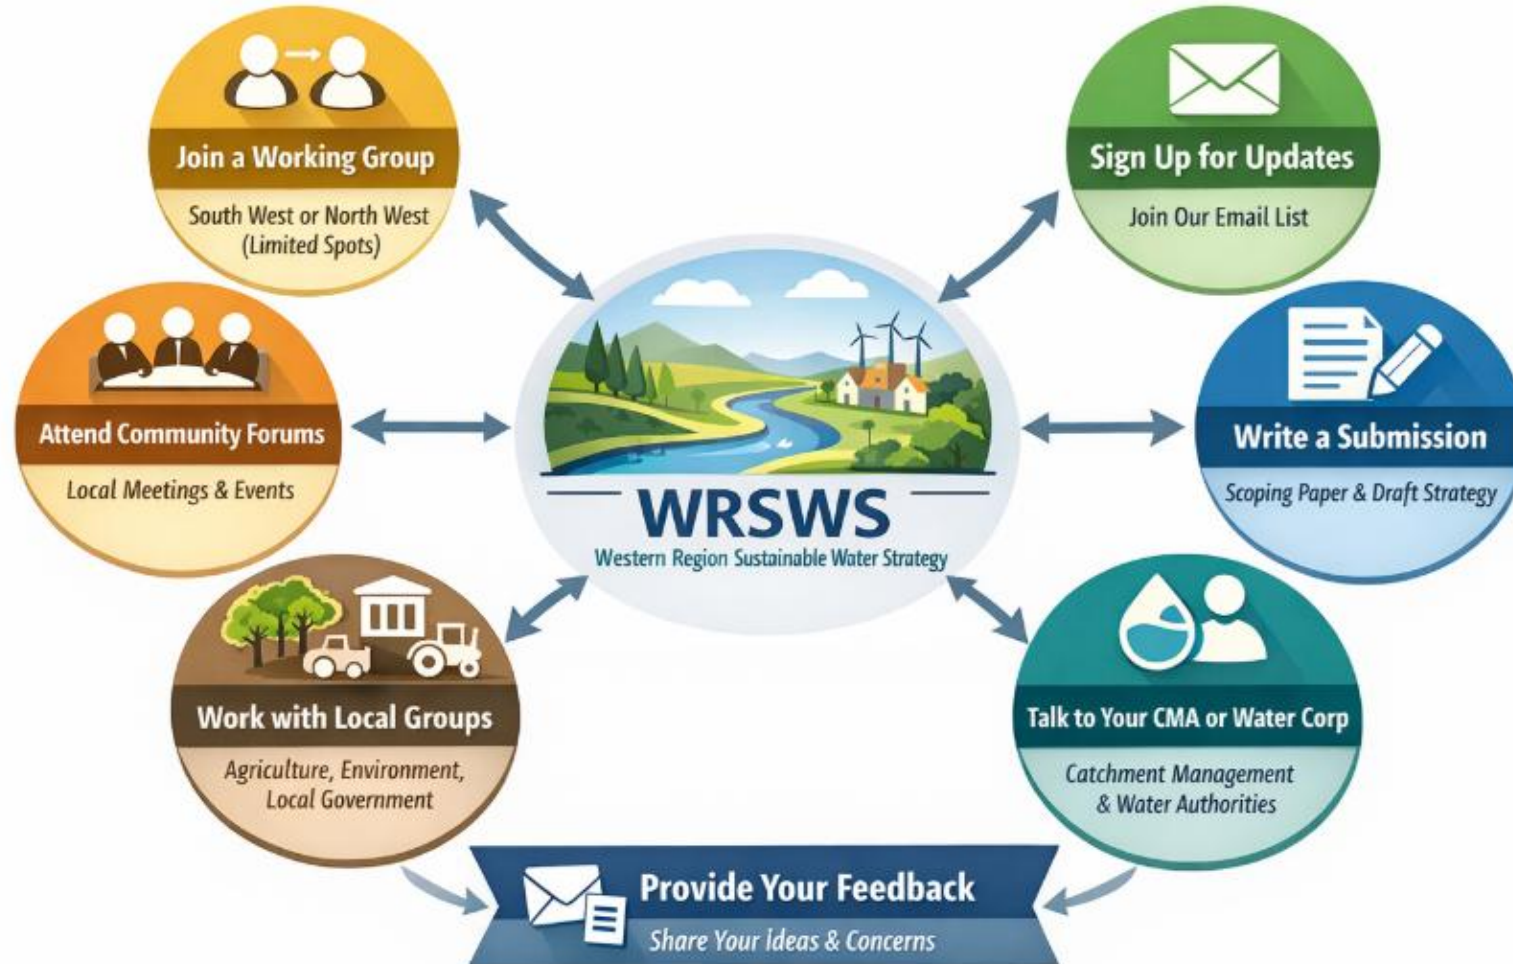 Join a Working Group
South West or North West
(Limited Spots)
Sign Up for Updates
Join Our Email List
Attend Community Forums
Local Meetings & Events
WRSWS
Western Region Sustainable Water Strategy
Write a Submission
Scoping Paper & Draft Strategy
Work with Local Groups
Agriculture, Environment,
Local Government
Talk to Your CMA or Water Corp
Catchment Management
& Water Authorities
Provide Your Feedback
Share Your Ideas & Concerns